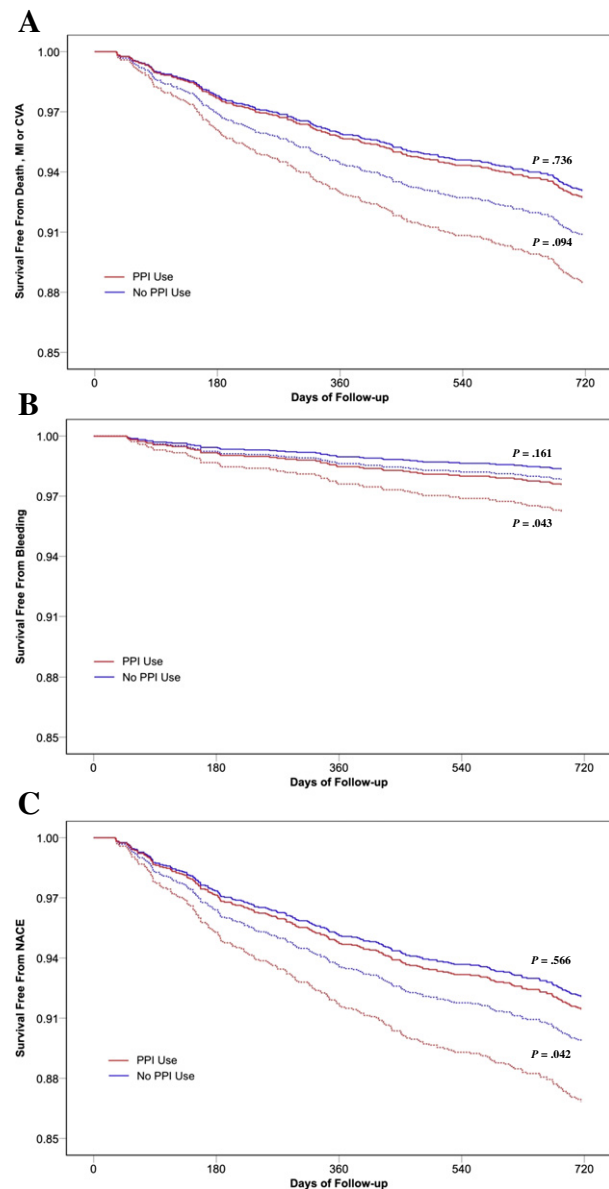 A
Survival Free From Death , MI or CVA
1.00
0.97
0.94
0.91
0.88
0.85
P = .736
P = .094
PPI Use
No PPI Use
0 180 360 540 720
Days of Follow-up
B
Survival Free From Bleeding
1.00
0.97
0.94
0.91
0.88
0.85
P = .161
P = .043
PPI Use
No PPI Use
0 180 360 540 720
Days of Follow-up
C
Survival Free From NACE
1.00
0.97
0.94
0.91
0.88
0.85
P = .566
P = .042
PPI Use
No PPI Use
0 180 360 540 720
Days of Follow-up